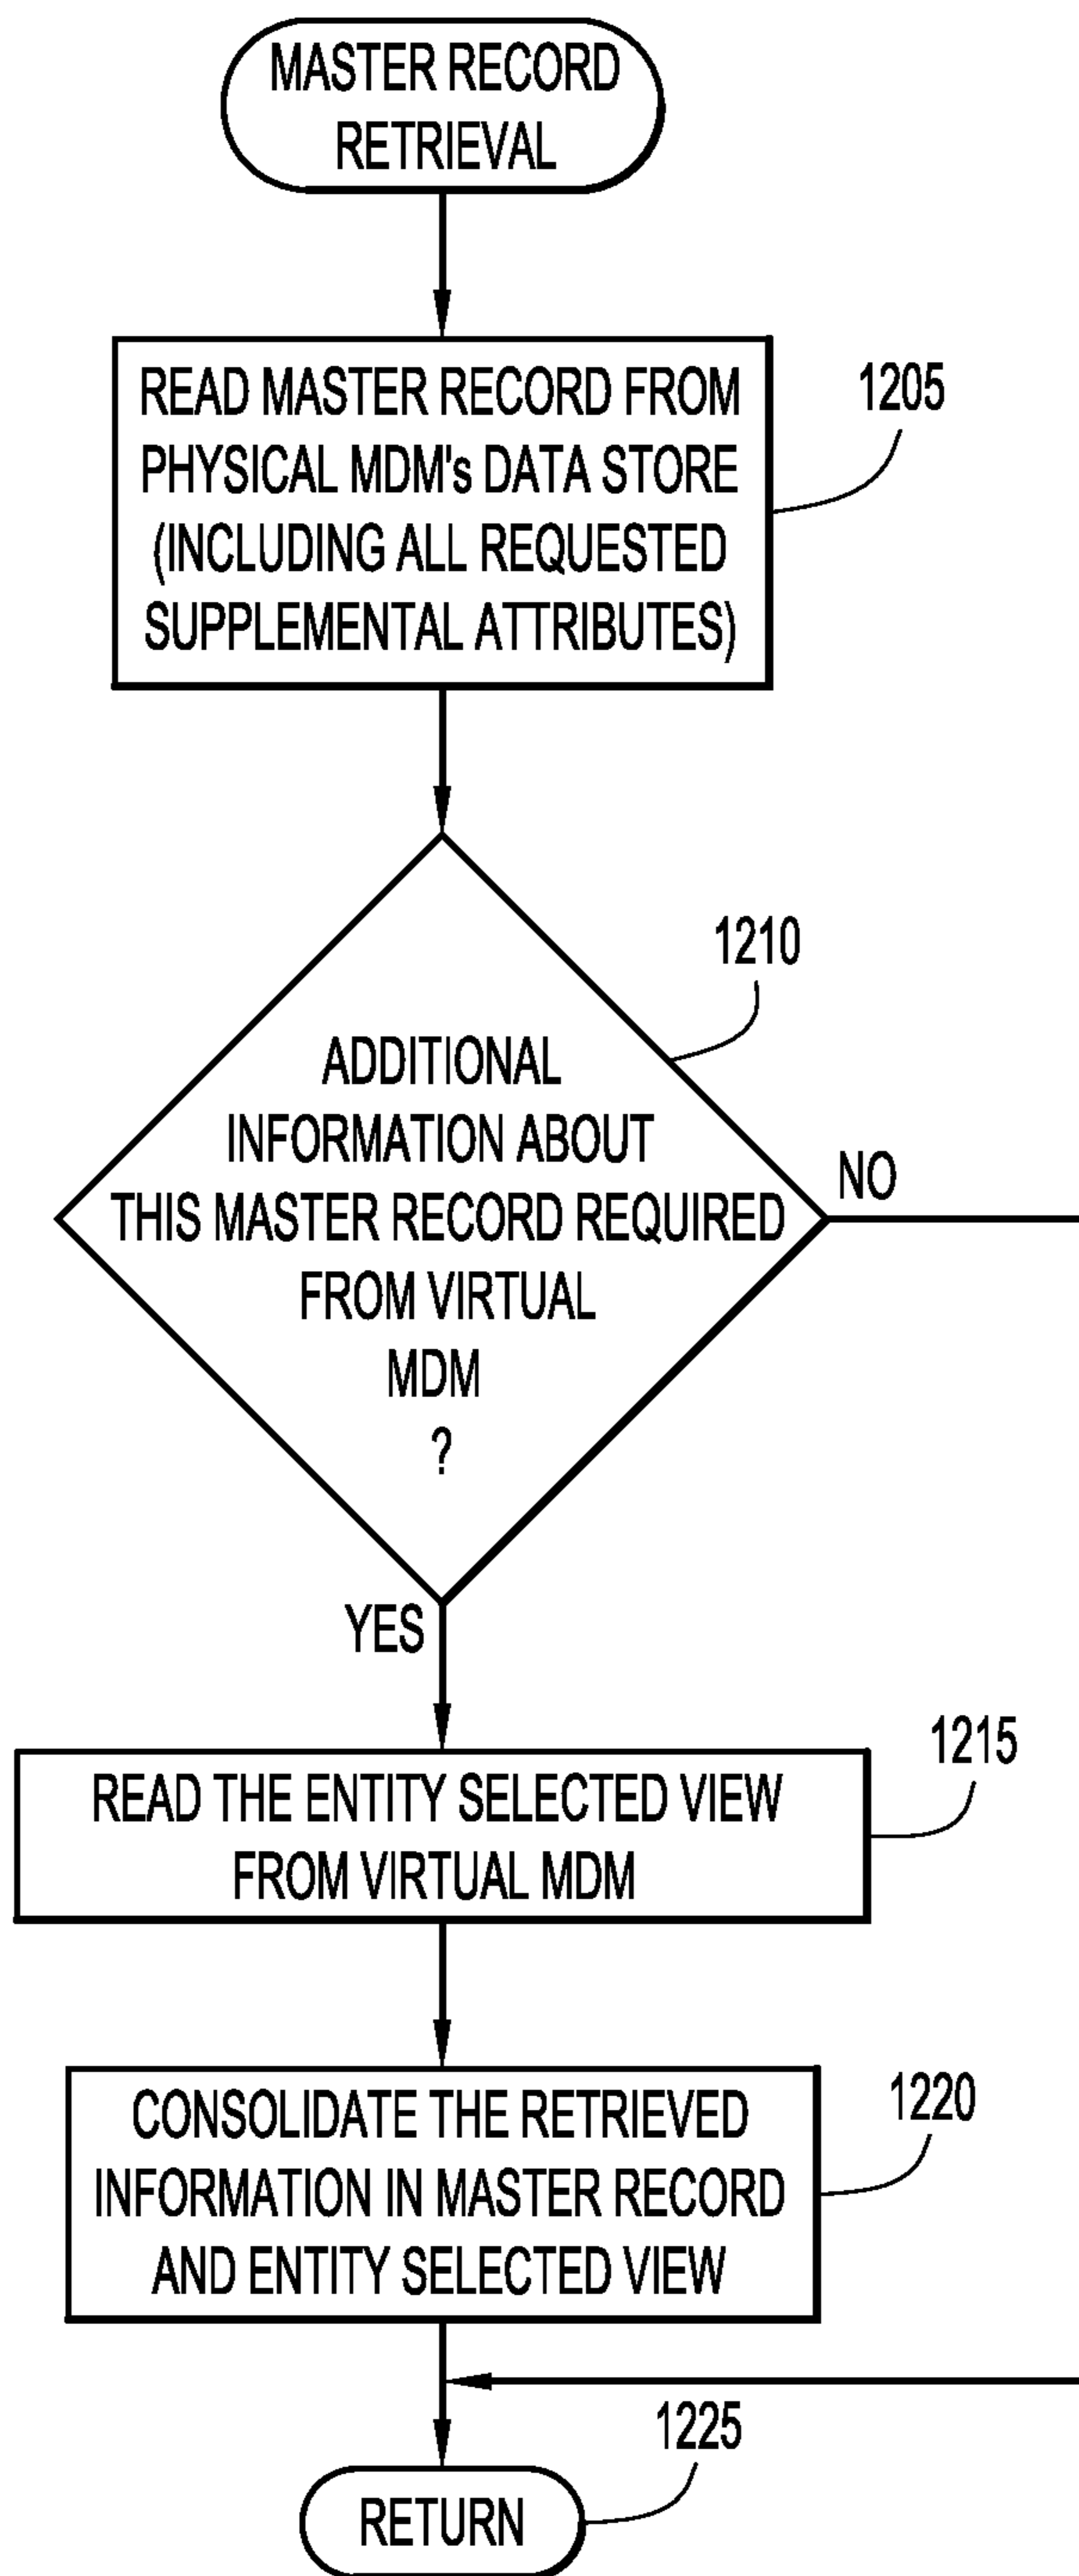 MASTER RECORD
RETRIEVAL
READ MASTER RECORD FROM
PHYSICAL MDM's DATA STORE
(INCLUDING ALL REQUESTED
SUPPLEMENTAL ATTRIBUTES)
1205
1210
ADDITIONAL
INFORMATION ABOUT
THIS MASTER RECORD REQUIRED
FROM VIRTUAL
MDM
?
NO
YES
1215
READ THE ENTITY SELECTED VIEW
FROM VIRTUAL MDM
1220
CONSOLIDATE THE RETRIEVED
INFORMATION IN MASTER RECORD
AND ENTITY SELECTED VIEW
1225
RETURN